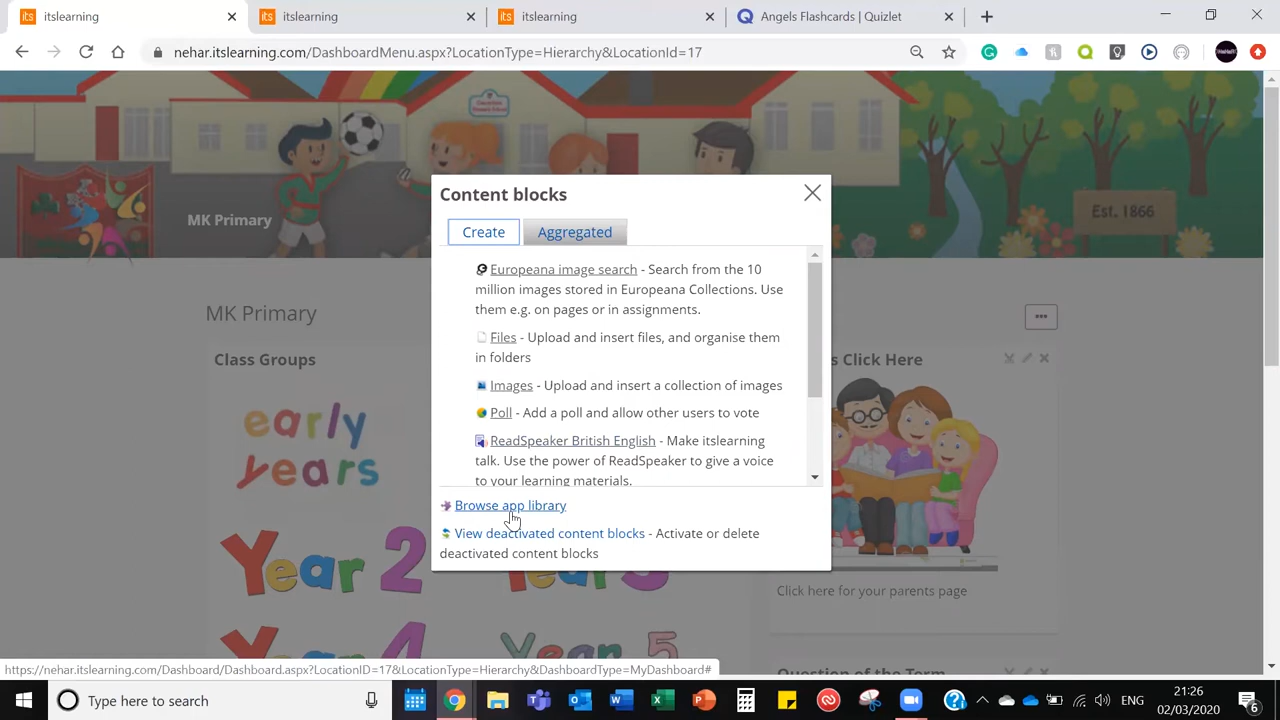 itslearning
itslearning
itslearning
Angels Flashcards | Quizlet
nehar.itslearning.com/DashboardMenu.aspx?LocationType=Hierarchy&LocationId=17
Est. 1866
MK Primary
Content blocks
Create
Aggregated
Europeana image search - Search from the 10
million images stored in Europeana Collections. Use
them e.g. on pages or in assignments.
Files - Upload and insert files, and organise them
in folders
Images - Upload and insert a collection of images
Poll - Add a poll and allow other users to vote
ReadSpeaker British English - Make itslearning
talk. Use the power of ReadSpeaker to give a voice
to your learning materials.
Browse app library
View deactivated content blocks - Activate or delete
deactivated content blocks
MK Primary
Class Groups
s Click Here
early
years
Year 2
Year 4
Year 5
Click here for your parents page
Question of the Term
https://nehar.itslearning.com/Dashboard/Dashboard.aspx?LocationID=17&LocationType=Hierarchy&DashboardType=MyDashboard#
Type here to search
ENG
21:26
02/03/2020
6